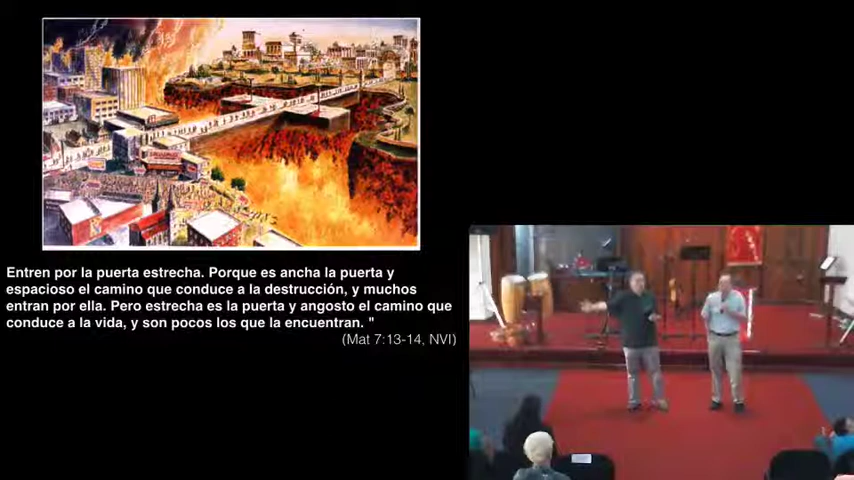 Entren por la puerta estrecha. Porque es ancha la puerta y
espacioso el camino que conduce a la destrucción, y muchos
entran por ella. Pero estrecha es la puerta y angosto el camino que
conduce a la vida, y son pocos los que la encuentran. "
(Mat 7:13-14, NVI)